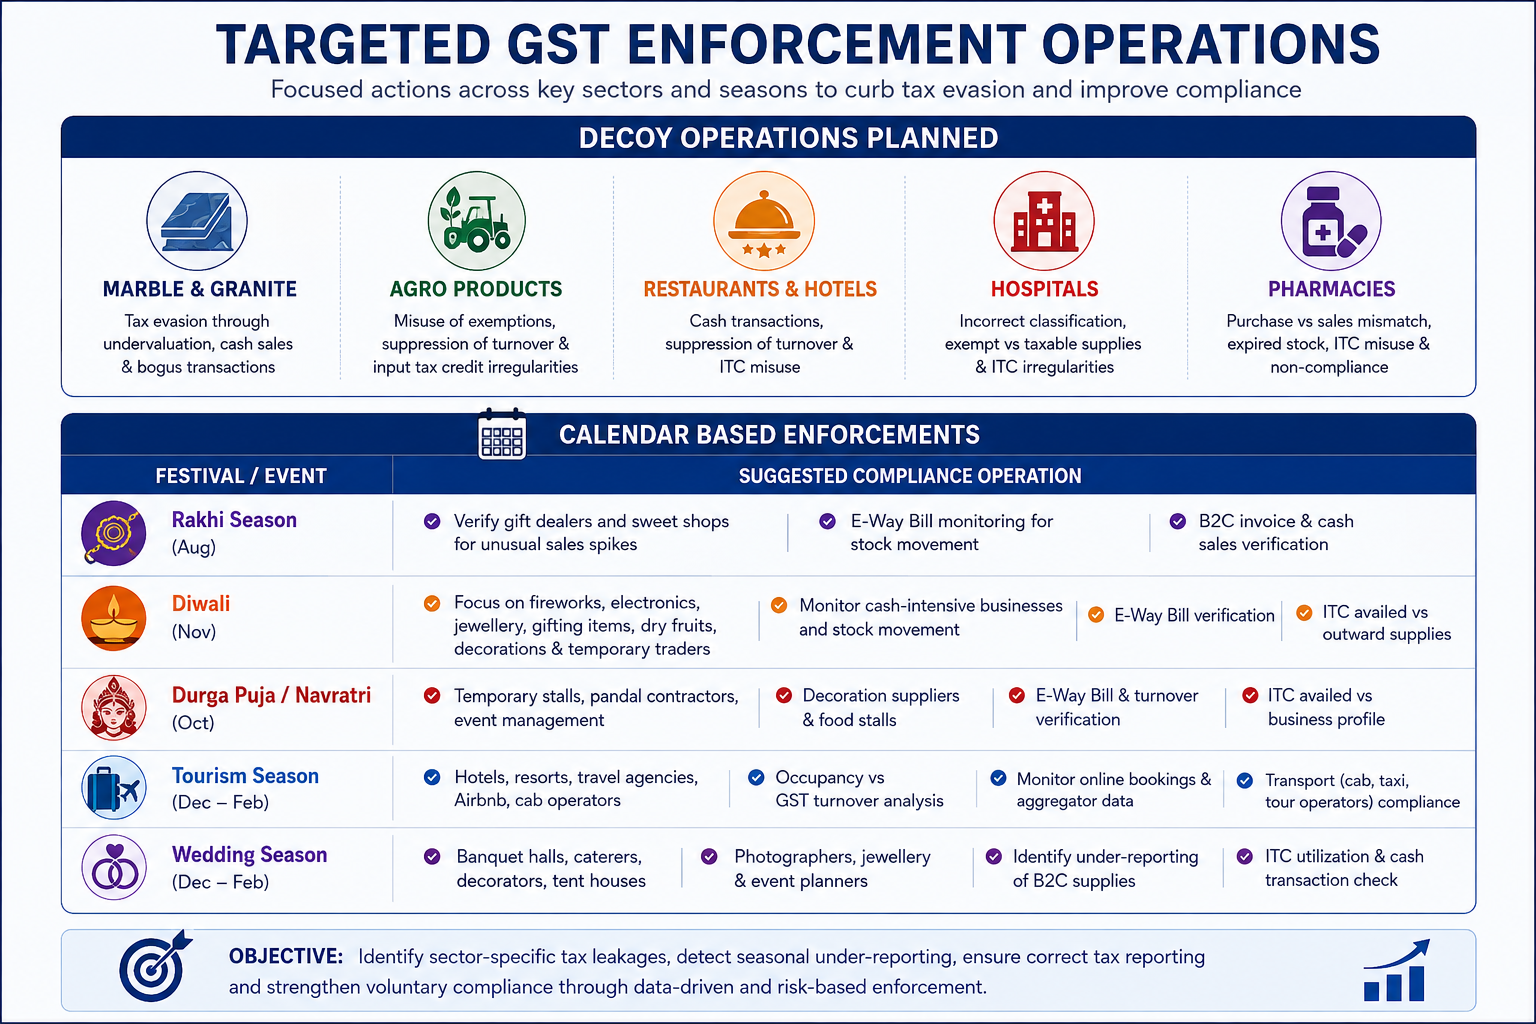 TARGETED GST ENFORCEMENT OPERATIONS
Focused actions across key sectors and seasons to curb tax evasion and improve compliance
DECOY OPERATIONS PLANNED
MARBLE & GRANITE
Tax evasion through
undervaluation, cash sales
& bogus transactions
AGRO PRODUCTS
Misuse of exemptions,
suppression of turnover &
input tax credit irregularities
RESTAURANTS & HOTELS
Cash transactions,
suppression of turnover &
ITC misuse
HOSPITALS
Incorrect classification,
exempt vs taxable supplies
& ITC irregularities
PHARMACIES
Purchase vs sales mismatch,
expired stock, ITC misuse &
non-compliance
CALENDAR BASED ENFORCEMENTS
FESTIVAL / EVENT
SUGGESTED COMPLIANCE OPERATION
Rakhi Season
(Aug)
Verify gift dealers and sweet shops
for unusual sales spikes
E-Way Bill monitoring for
stock movement
B2C invoice & cash
sales verification
Diwali
(Nov)
Focus on fireworks, electronics,
jewellery, gifting items, dry fruits,
decorations & temporary traders
Monitor cash-intensive businesses
and stock movement
E-Way Bill verification
ITC availed vs
outward supplies
Durga Puja / Navratri
(Oct)
Temporary stalls, pandal contractors,
event management
Decoration suppliers
& food stalls
E-Way Bill & turnover
verification
ITC availed vs
business profile
Tourism Season
(Dec – Feb)
Hotels, resorts, travel agencies,
Airbnb, cab operators
Occupancy vs
GST turnover analysis
Monitor online bookings &
aggregator data
Transport (cab, taxi,
tour operators) compliance
Wedding Season
(Dec – Feb)
Banquet halls, caterers,
decorators, tent houses
Photographers, jewellery
& event planners
Identify under-reporting
of B2C supplies
ITC utilization & cash
transaction check
OBJECTIVE: Identify sector-specific tax leakages, detect seasonal under-reporting, ensure correct tax reporting
and strengthen voluntary compliance through data-driven and risk-based enforcement.